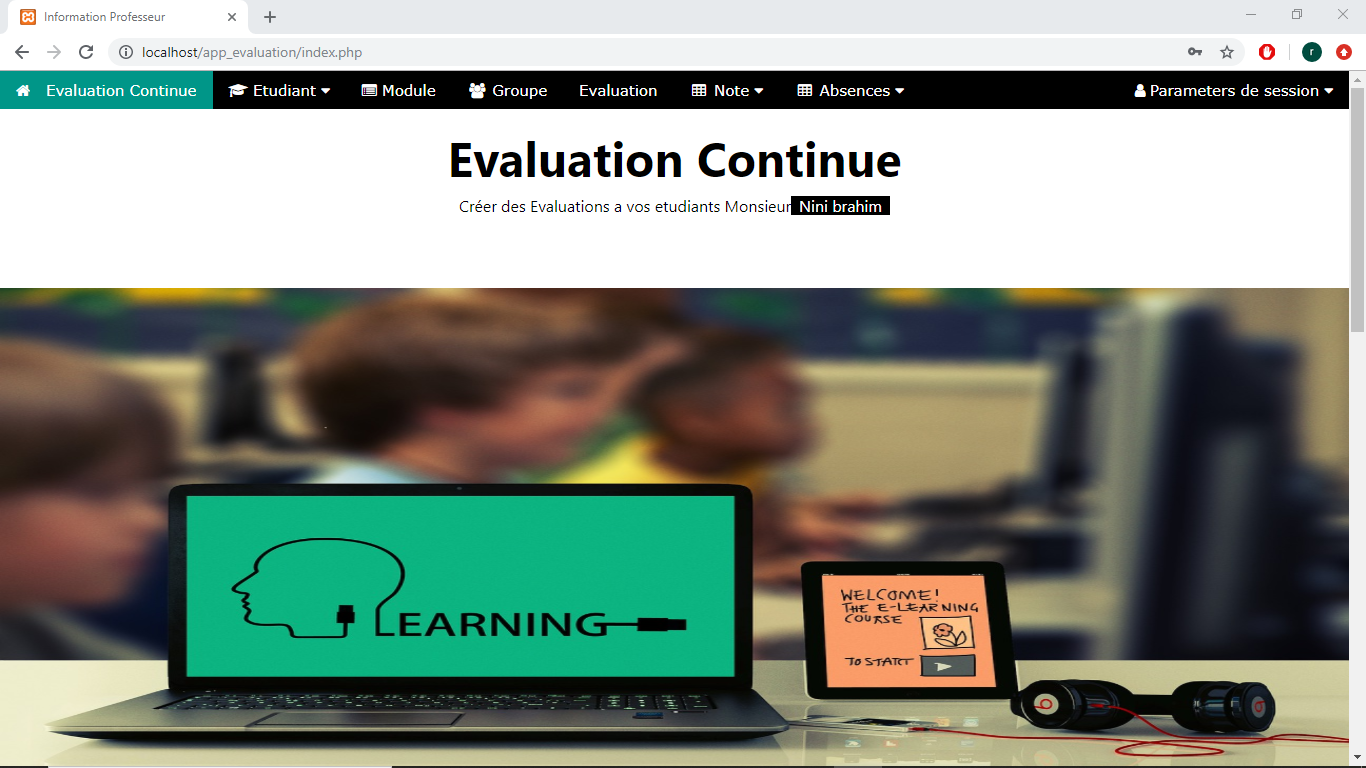 Information Professeur
localhost/app_evaluation/index.php
r
Evaluation Continue Etudiant Module Groupe Evaluation Note Absences Parameters de session
Evaluation Continue
Créer des Evaluations a vos etudiants Monsieur Nini brahim
LEARNING
WELCOME!
THE E-LEARNING
COURSE
TO START